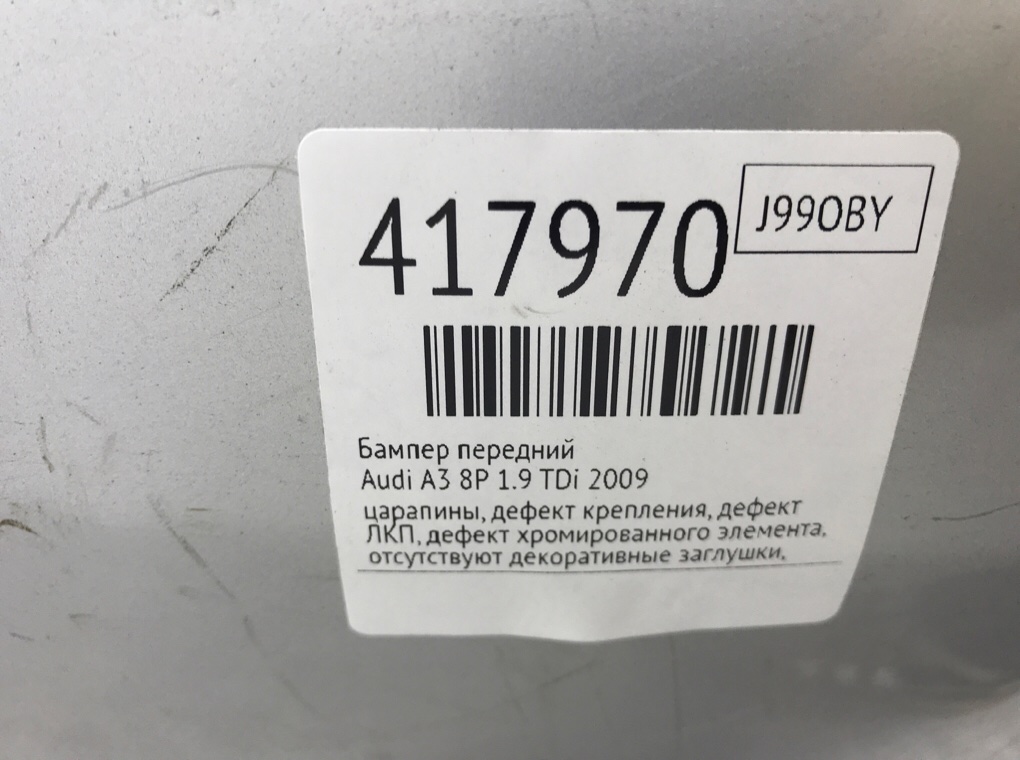 417970
J99OBY
Бампер передний
Audi A3 8P 1.9 TDi 2009
царапины, дефект крепления, дефект
ЛКП, дефект хромированного элемента,
отсутствуют декоративные заглушки,